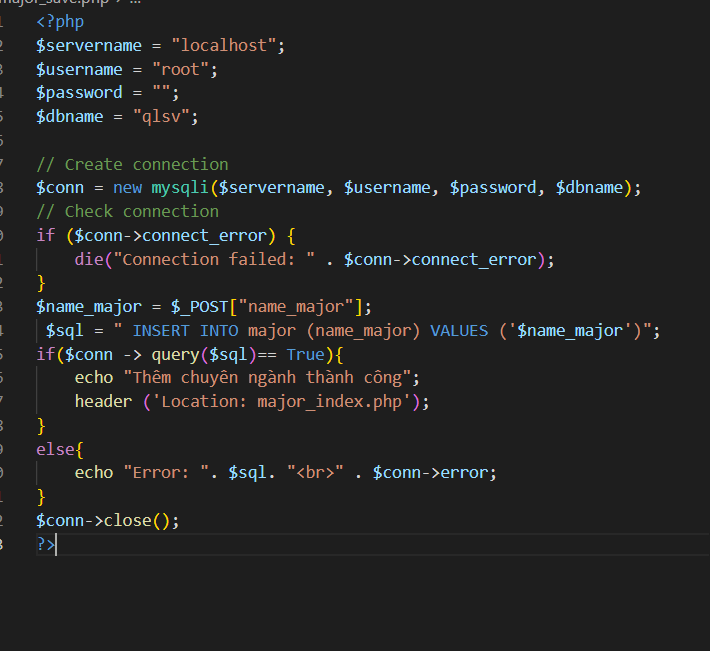 major_save.php > ...
<?php
$servername = "localhost";
$username = "root";
$password = "";
$dbname = "qlsv";
// Create connection
$conn = new mysqli($servername, $username, $password, $dbname);
// Check connection
if ($conn->connect_error) {
die("Connection failed: " . $conn->connect_error);
}
$name_major = $_POST["name_major"];
$sql = " INSERT INTO major (name_major) VALUES ('$name_major')";
if($conn -> query($sql)== True){
echo "Thêm chuyên ngành thành công";
header ('Location: major_index.php');
}
else{
echo "Error: ". $sql. "<br>" . $conn->error;
}
$conn->close();
?>